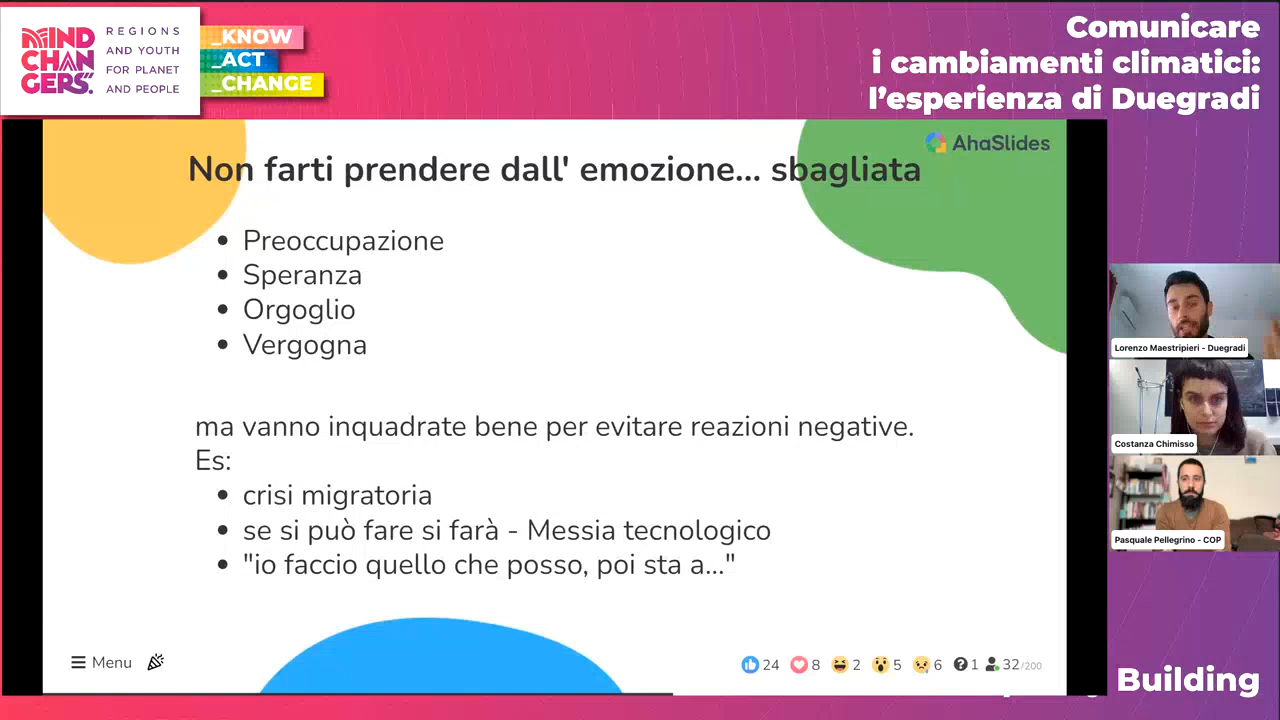 MIND
CHAN
GERS.
REGIONS
AND YOUTH
FOR PLANET
AND PEOPLE
_KNOW
_ACT
_CHANGE
Comunicare
i cambiamenti climatici:
l’esperienza di Duegradi
AhaSlides
Non farti prendere dall' emozione... sbagliata
• Preoccupazione
• Speranza
• Orgoglio
• Vergogna
ma vanno inquadrate bene per evitare reazioni negative.
Es:
• crisi migratoria
• se si può fare si farà - Messia tecnologico
• "io faccio quello che posso, poi sta a..."
Menu
24 8 2 5 6 1 32/200
Lorenzo Maestripieri - Duegradi
Costanza Chimisso
Pasquale Pellegrino - COP
Building